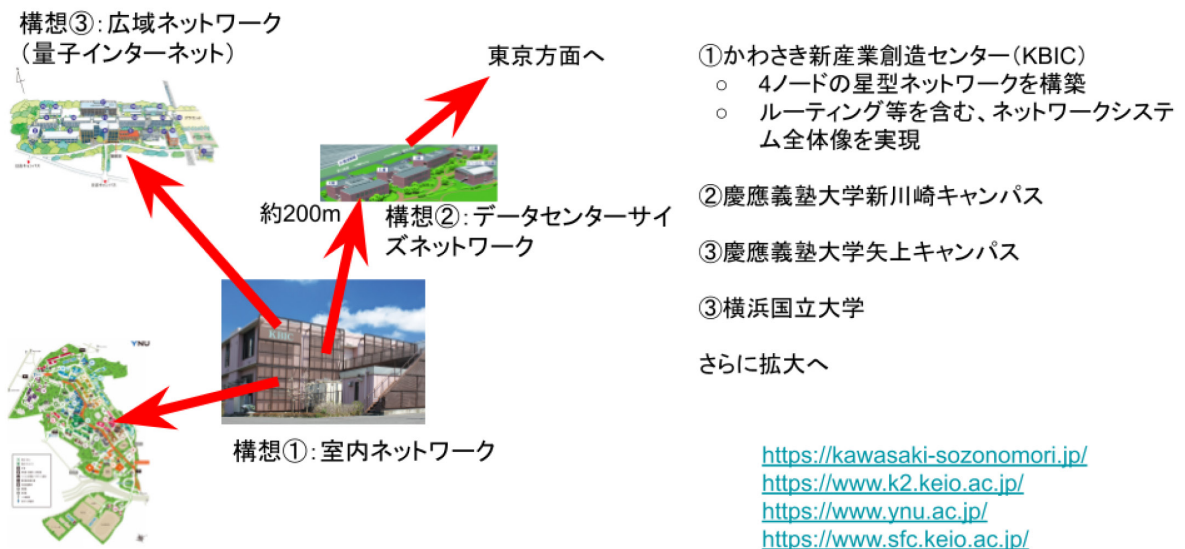 構想③：広域ネットワーク
（量子インターネット）
東京方面へ
約200m
構想②：データセンターサイ
ズネットワーク
KBIC
YNU
構想①：室内ネットワーク
①かわさき新産業創造センター（KBIC）
○ 4ノードの星型ネットワークを構築
○ ルーティング等を含む、ネットワークシステ
ム全体像を実現
②慶應義塾大学新川崎キャンパス
③慶應義塾大学矢上キャンパス
③横浜国立大学
さらに拡大へ
https://kawasaki-sozonomori.jp/
https://www.k2.keio.ac.jp/
https://www.ynu.ac.jp/
https://www.sfc.keio.ac.jp/